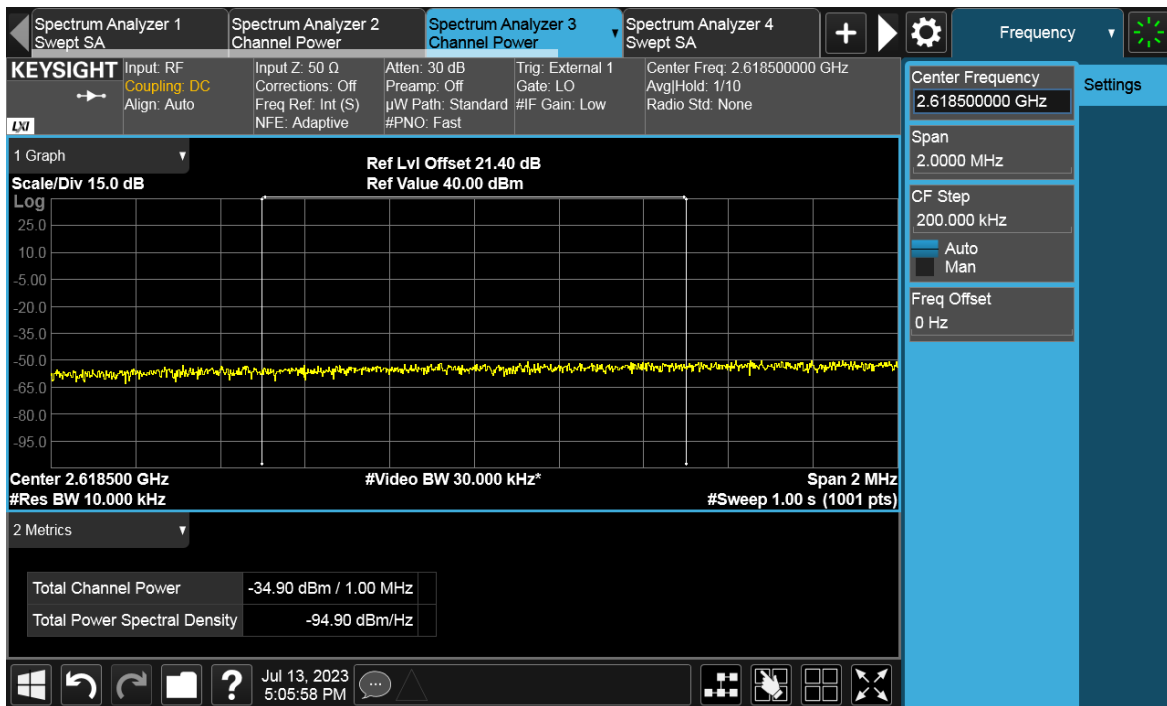 Spectrum Analyzer 1
Swept SA
Spectrum Analyzer 2
Channel Power
Spectrum Analyzer 3
Channel Power
Spectrum Analyzer 4
Swept SA
+
Frequency
KEYSIGHT
LXI
Input: RF
Coupling: DC
Align: Auto
Input Z: 50 Ω
Corrections: Off
Freq Ref: Int (S)
NFE: Adaptive
Atten: 30 dB
Preamp: Off
µW Path: Standard
#PNO: Fast
Trig: External 1
Gate: LO
#IF Gain: Low
Center Freq: 2.618500000 GHz
Avg|Hold: 1/10
Radio Std: None
Center Frequency
2.618500000 GHz
Settings
Span
2.0000 MHz
CF Step
200.000 kHz
Auto
Man
Freq Offset
0 Hz
1 Graph
Scale/Div 15.0 dB
Ref Lvl Offset 21.40 dB
Ref Value 40.00 dBm
Log
25.0
10.0
-5.00
-20.0
-35.0
-50.0
-65.0
-80.0
-95.0
Center 2.618500 GHz
#Video BW 30.000 kHz*
Span 2 MHz
#Res BW 10.000 kHz
#Sweep 1.00 s (1001 pts)
2 Metrics
Total Channel Power -34.90 dBm / 1.00 MHz
Total Power Spectral Density -94.90 dBm/Hz
?
Jul 13, 2023
5:05:58 PM